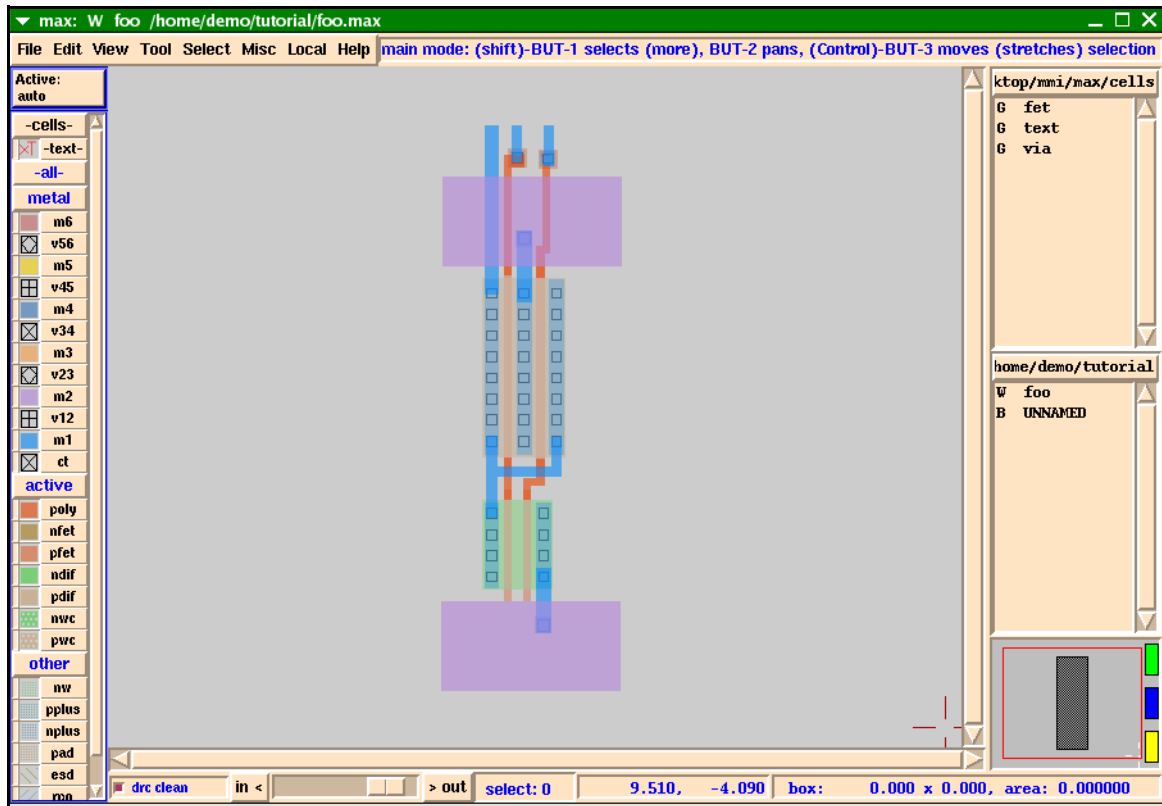 max: W foo /home/demo/tutorial/foo.max
File Edit View Tool Select Misc Local Help main mode: (shift)-BUT-1 selects (more), BUT-2 pans, (Control)-BUT-3 moves (stretches) selection
Active:
auto
-cells-
-text-
-all-
metal
m6
v56
m5
v45
m4
v34
m3
v23
m2
v12
m1
ct
active
poly
nfet
pfet
ndif
pdif
nwc
pwc
other
nw
pplus
nplus
pad
esd
ktop/mmi/max/cells
G fet
G text
G via
home/demo/tutorial
W foo
B UNNAMED
drc clean in < > out select: 0 9.510, -4.090 box: 0.000 x 0.000, area: 0.000000